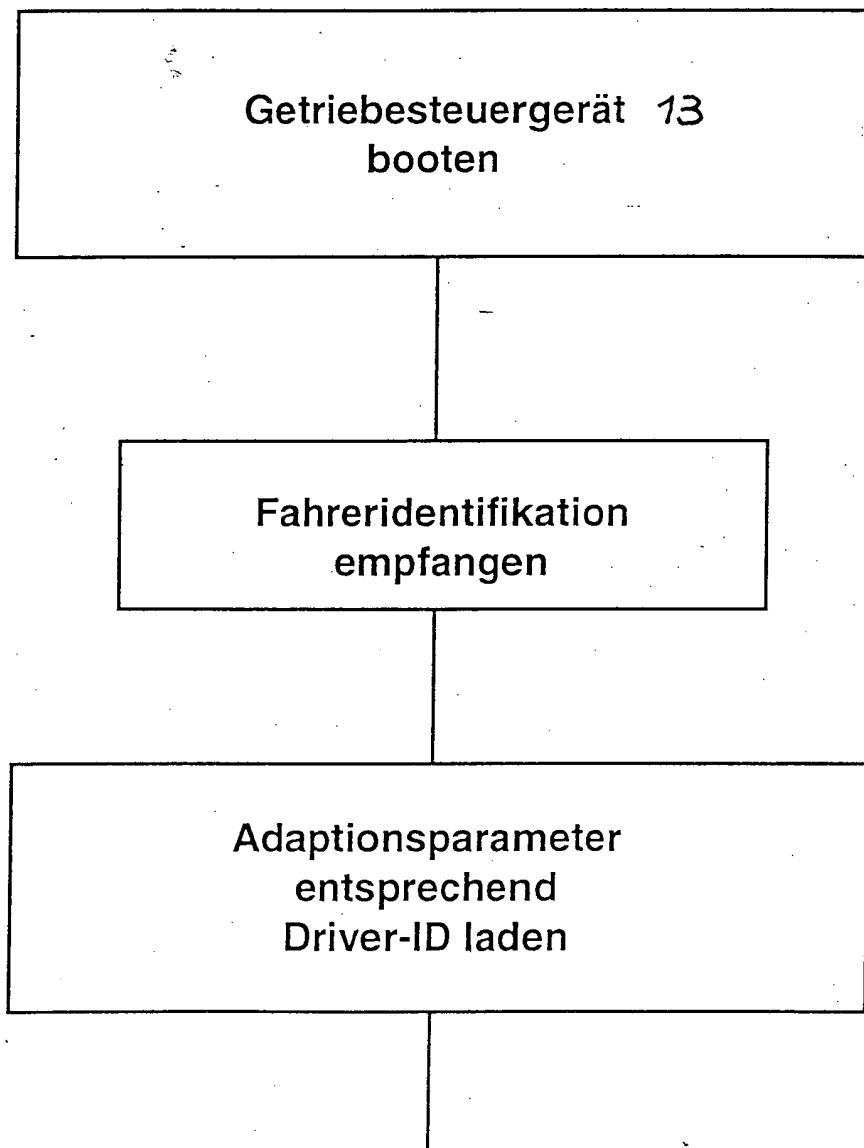 Getriebesteuergerät 13
booten
Fahreridentifikation
empfangen
Adaptionsparameter
entsprechend
Driver-ID laden